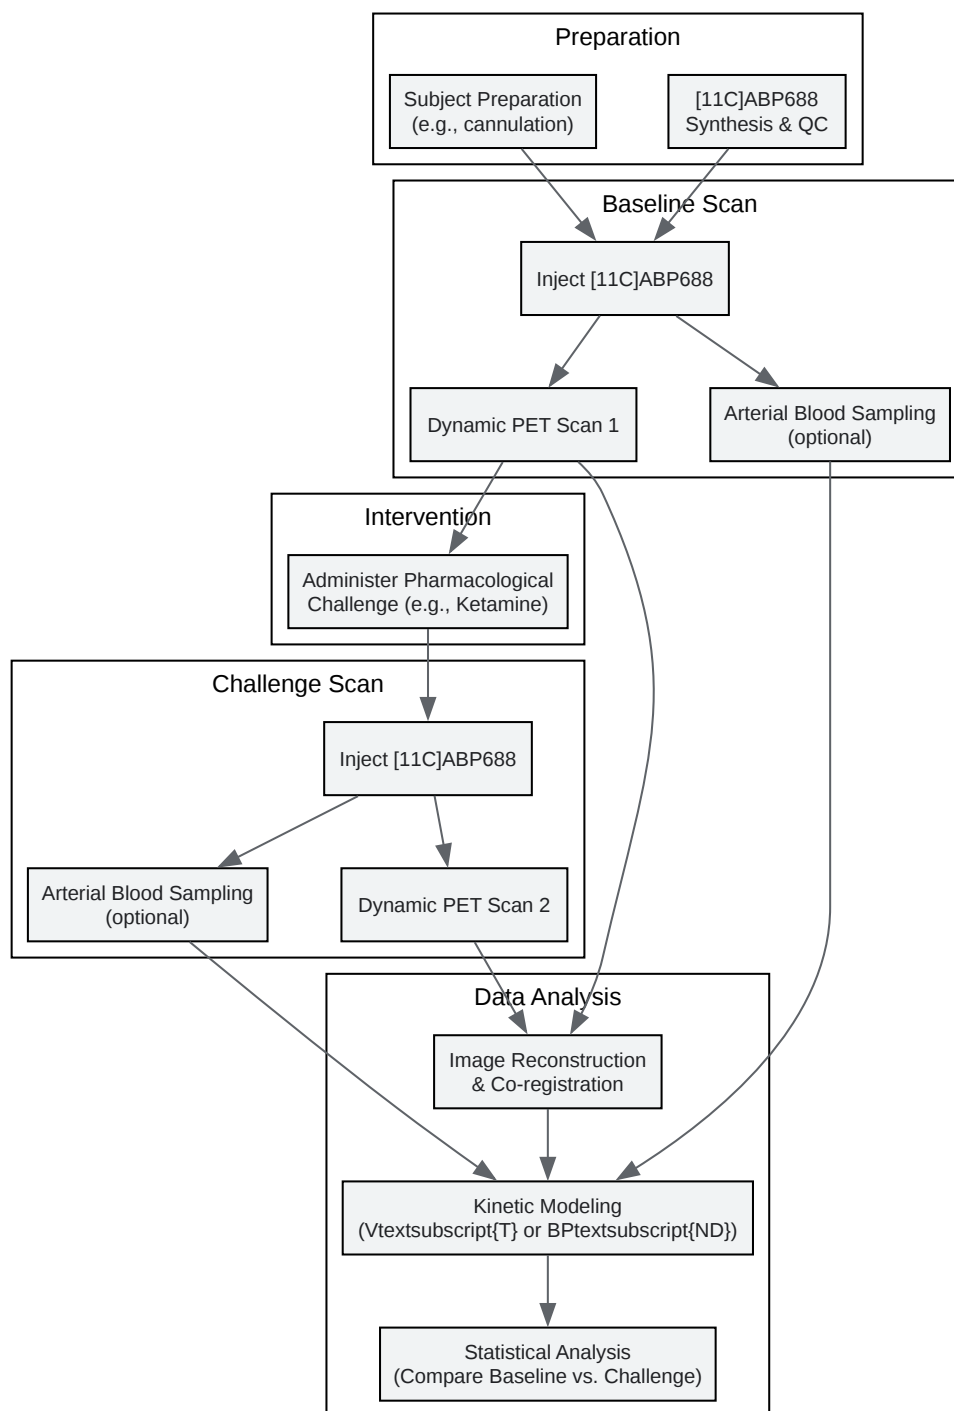 Preparation
Subject Preparation
(e.g., cannulation)
[11C]ABP688
Synthesis & QC
Baseline Scan
Inject [11C]ABP688
Dynamic PET Scan 1
Arterial Blood Sampling
(optional)
Intervention
Administer Pharmacological
Challenge (e.g., Ketamine)
Challenge Scan
Inject [11C]ABP688
Arterial Blood Sampling
(optional)
Dynamic PET Scan 2
Data Analysis
Image Reconstruction
& Co-registration
Kinetic Modeling
(Vtextsubscript{T} or BPtextsubscript{ND})
Statistical Analysis
(Compare Baseline vs. Challenge)